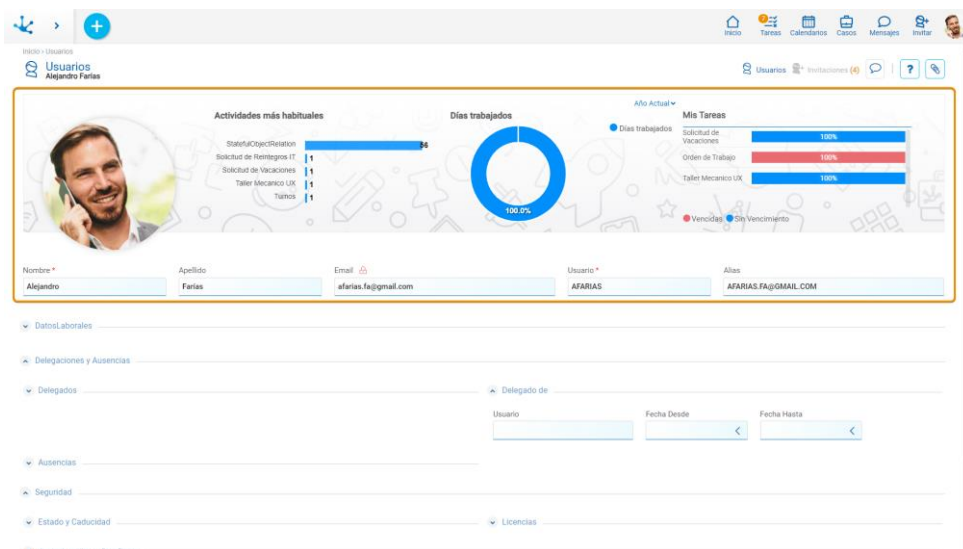 7
Inicio Tareas Calendarios Casos Mensajes Invitar
Inicio › Usuarios
Usuarios
Alejandro Farías
Usuarios Invitaciones (4) ?
Año Actual
Actividades más habituales
StatefulObjectRelation 56
Solicitud de Reintegros IT 1
Solicitud de Vacaciones 1
Taller Mecanico UX 1
Turnos 1
Días trabajados
Días trabajados
100.0%
Mis Tareas
Solicitud de Vacaciones 100%
Orden de Trabajo 100%
Taller Mecanico UX 100%
Vencidas Sin Vencimiento
Nombre * Apellido Email Usuario * Alias
Alejandro Farías afarias.fa@gmail.com AFARIAS AFARIAS.FA@GMAIL.COM
DatosLaborales
Delegaciones y Ausencias
Delegados Delegado de
Usuario Fecha Desde Fecha Hasta
Ausencias
Seguridad
Estado y Caducidad Licencias